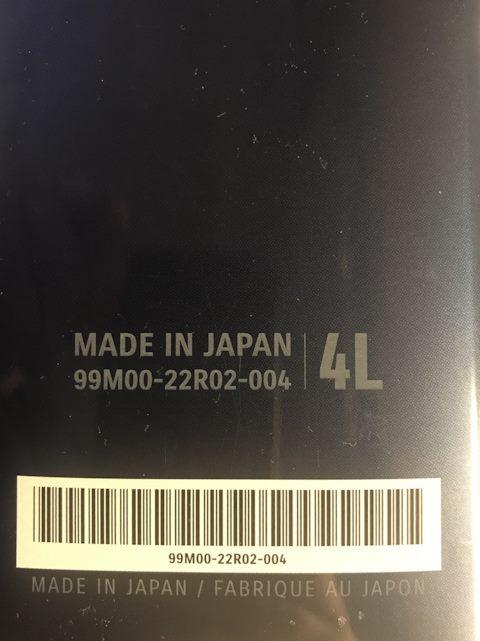 MADE IN JAPAN
99M00-22R02-004
4L
99M00-22R02-004
MADE IN JAPAN / FABRIQUE AU JAPON